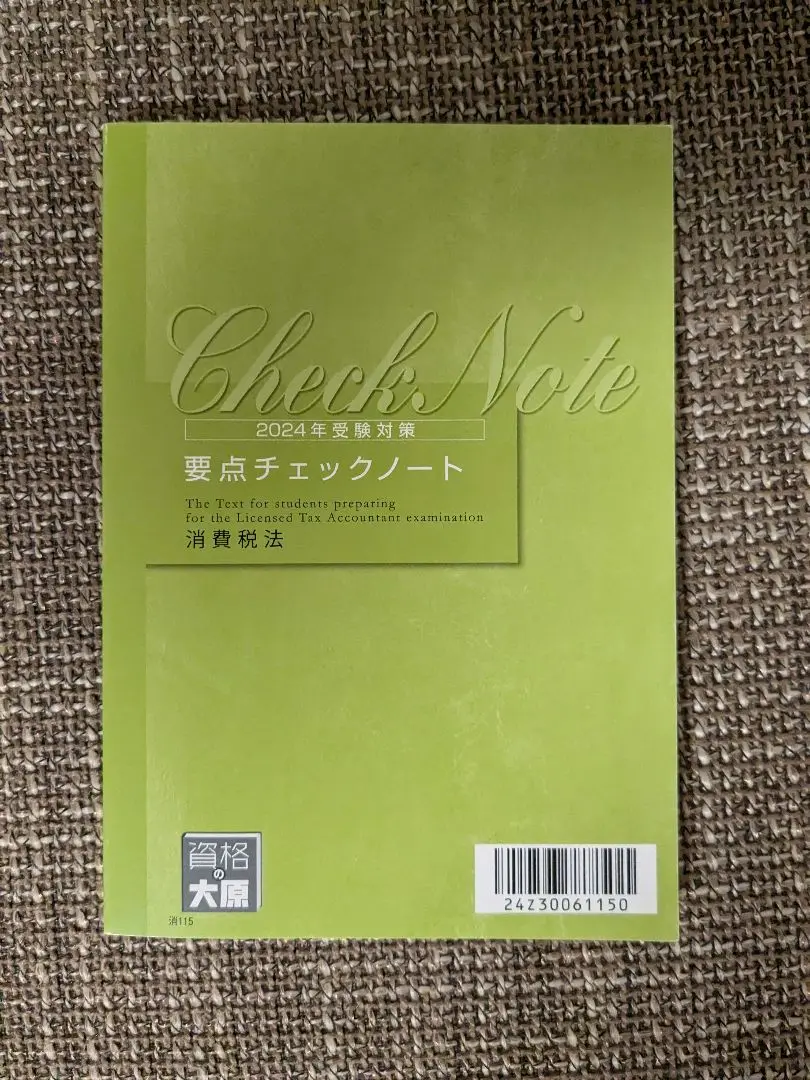 Check Note
2024年受験対策
要点チェックノート
The Text for students preparing
for the Licensed Tax Accountant examination
消費税法
資格
の
大原
消115
24Z30061150